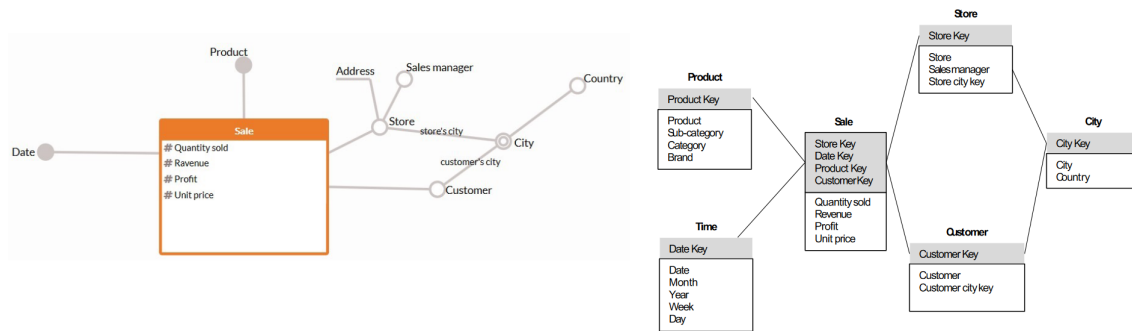 Product
Address
Sales manager
Country
Sale
Store
store's city
# Quantity sold
City
Date
# Ravenue
customer's city
# Profit
Customer
# Unit price
Store
Store Key
Store
Sales manager
Store city key
Product
Product Key
Product
Sub-category
Category
Brand
Sale
Store Key
Date Key
Product Key
Customer Key
Quantity sold
Revenue
Profit
Unit price
City
City Key
City
Country
Time
Date Key
Date
Month
Year
Week
Day
Customer
Customer Key
Customer
Customer city key